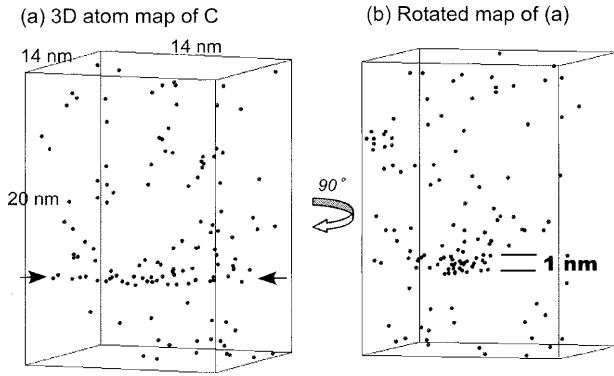 (a) 3D atom map of C
14 nm
14 nm
20 nm
(b) Rotated map of (a)
90°
1 nm